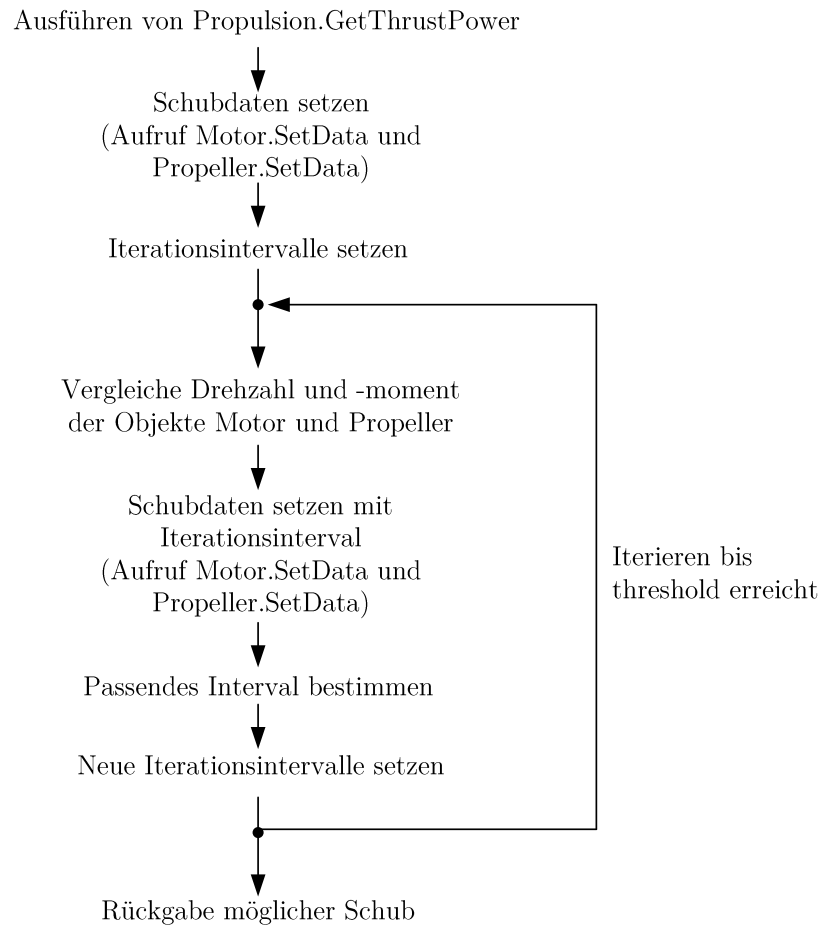 Ausführen von Propulsion.GetThrustPower
Schubdaten setzen
(Aufruf Motor.SetData und
Propeller.SetData)
Iterationsintervalle setzen
Vergleiche Drehzahl und -moment
der Objekte Motor und Propeller
Schubdaten setzen mit
Iterationsinterval
(Aufruf Motor.SetData und
Propeller.SetData)
Iterieren bis
threshold erreicht
Passendes Interval bestimmen
Neue Iterationsintervalle setzen
Rückgabe möglicher Schub